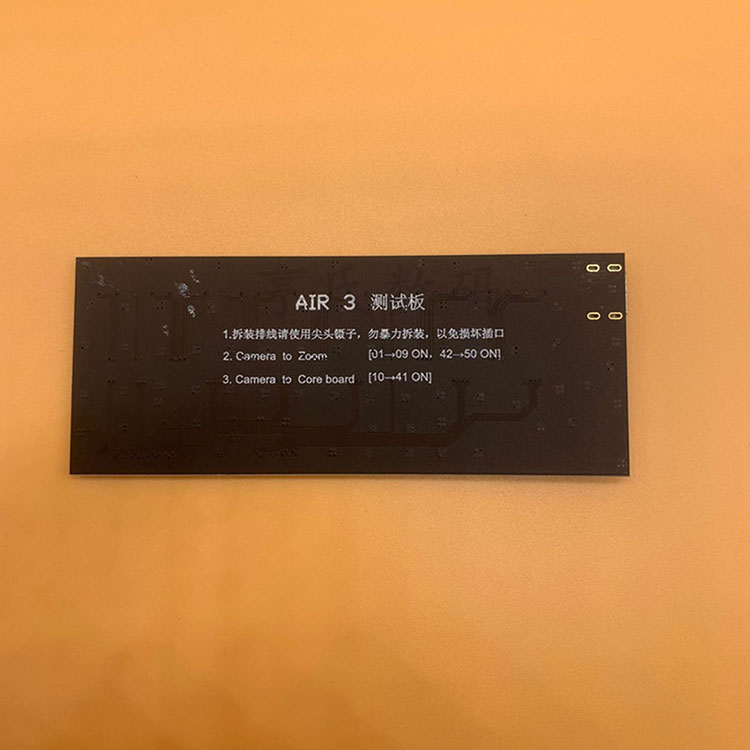 AIR 3 测试板
1.拆装排线请使用尖头镊子，勿暴力拆装，以免损坏插口
2. Camera to Zoom [01→09 ON, 42→50 ON]
3. Camera to Core board [10→41 ON]